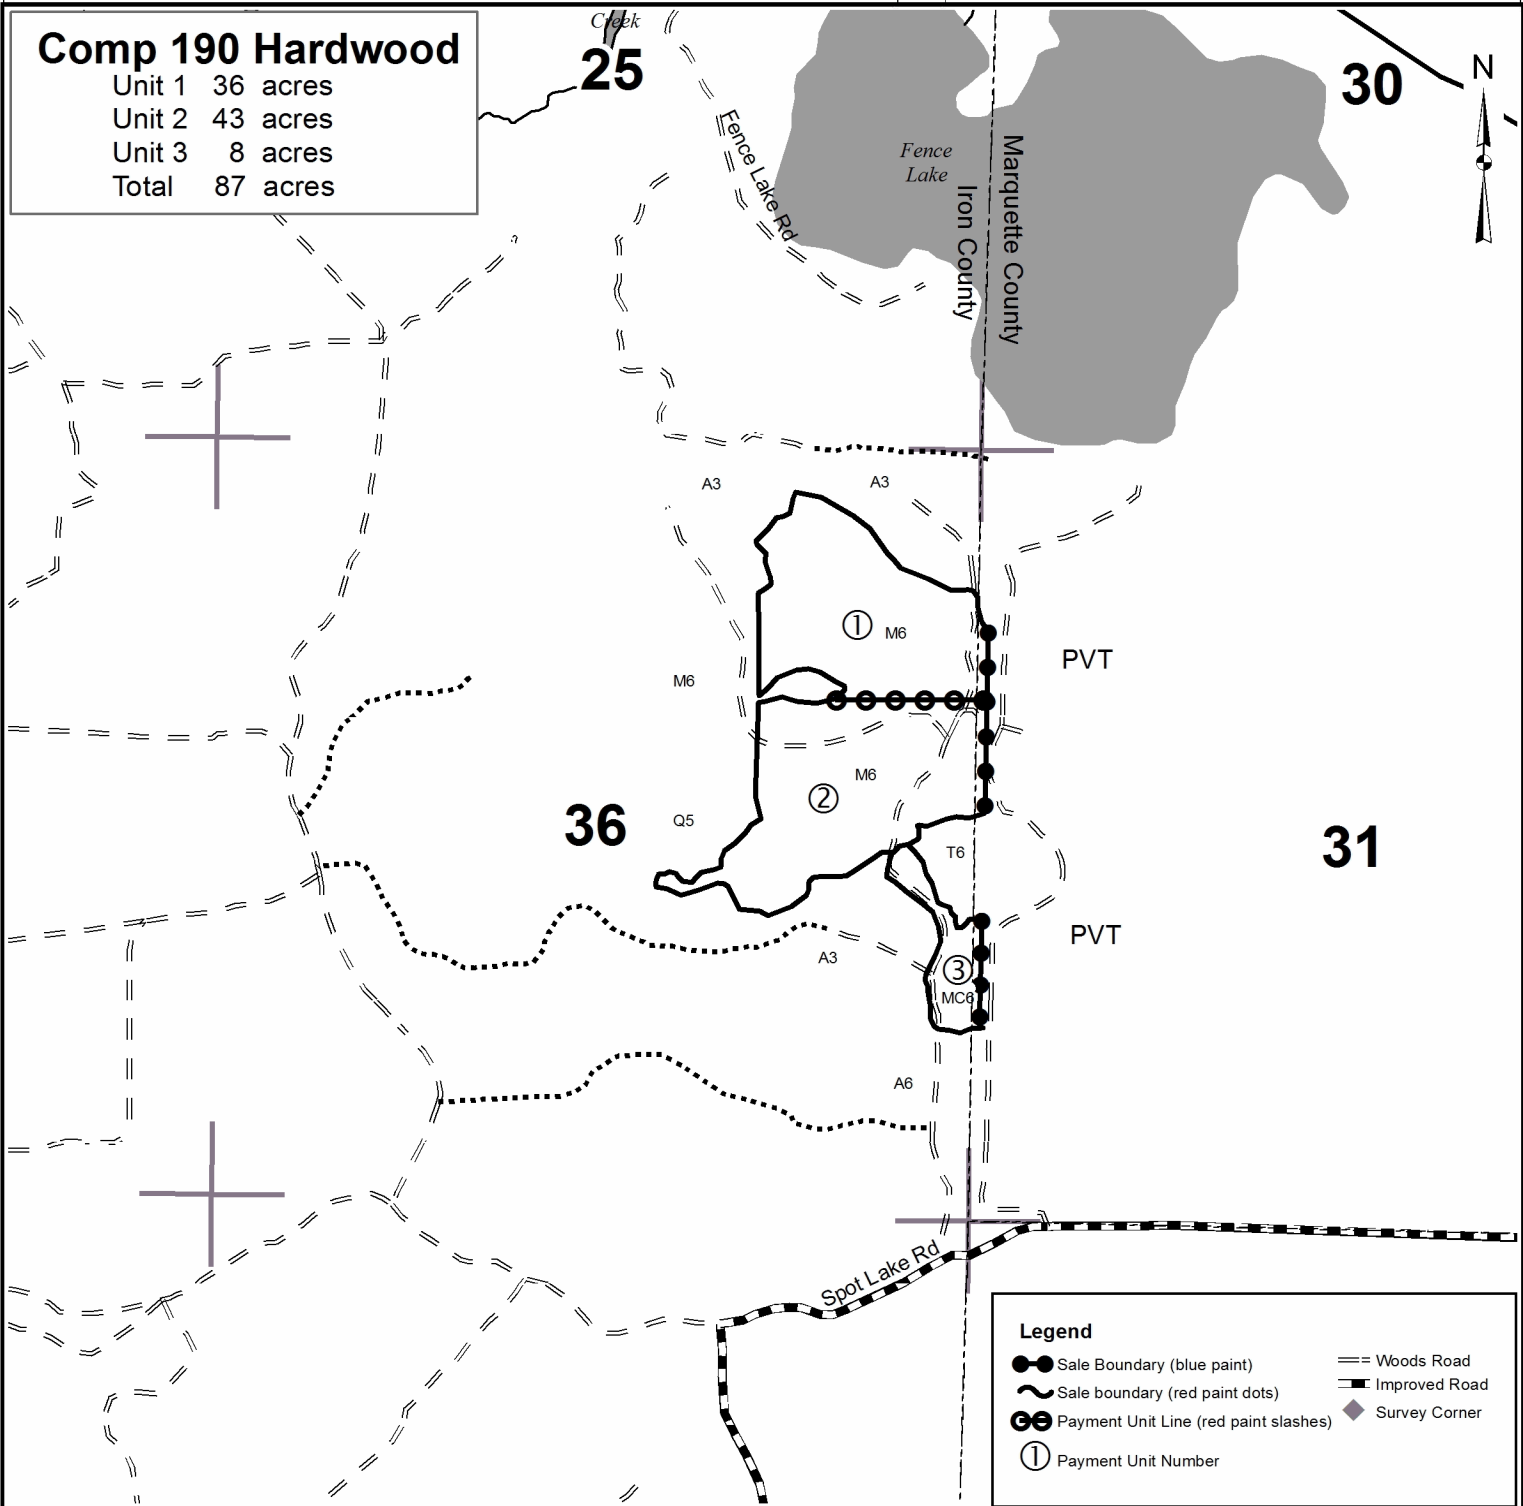 Comp 190 Hardwood
Unit 1 36 acres
Unit 2 43 acres
Unit 3 8 acres
Total 87 acres
Creek
25
30
N
Fence Lake Rd
Fence
Lake
Iron County
Marquette County
A3
A3
1
M6
PVT
M6
M6
2
36
Q5
31
T6
PVT
A3
3
MC6
A6
Spot Lake Rd
Legend
Sale Boundary (blue paint)
Sale boundary (red paint dots)
Payment Unit Line (red paint slashes)
1 Payment Unit Number
Woods Road
Improved Road
Survey Corner